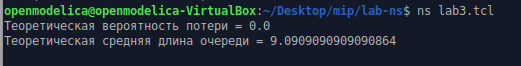 openmodelica@openmodelica-VirtualBox:~/Desktop/mip/lab-ns$ ns lab3.tcl
Теоретическая вероятность потери = 0.0
Теоретическая средняя длина очереди = 9.0909090909090864